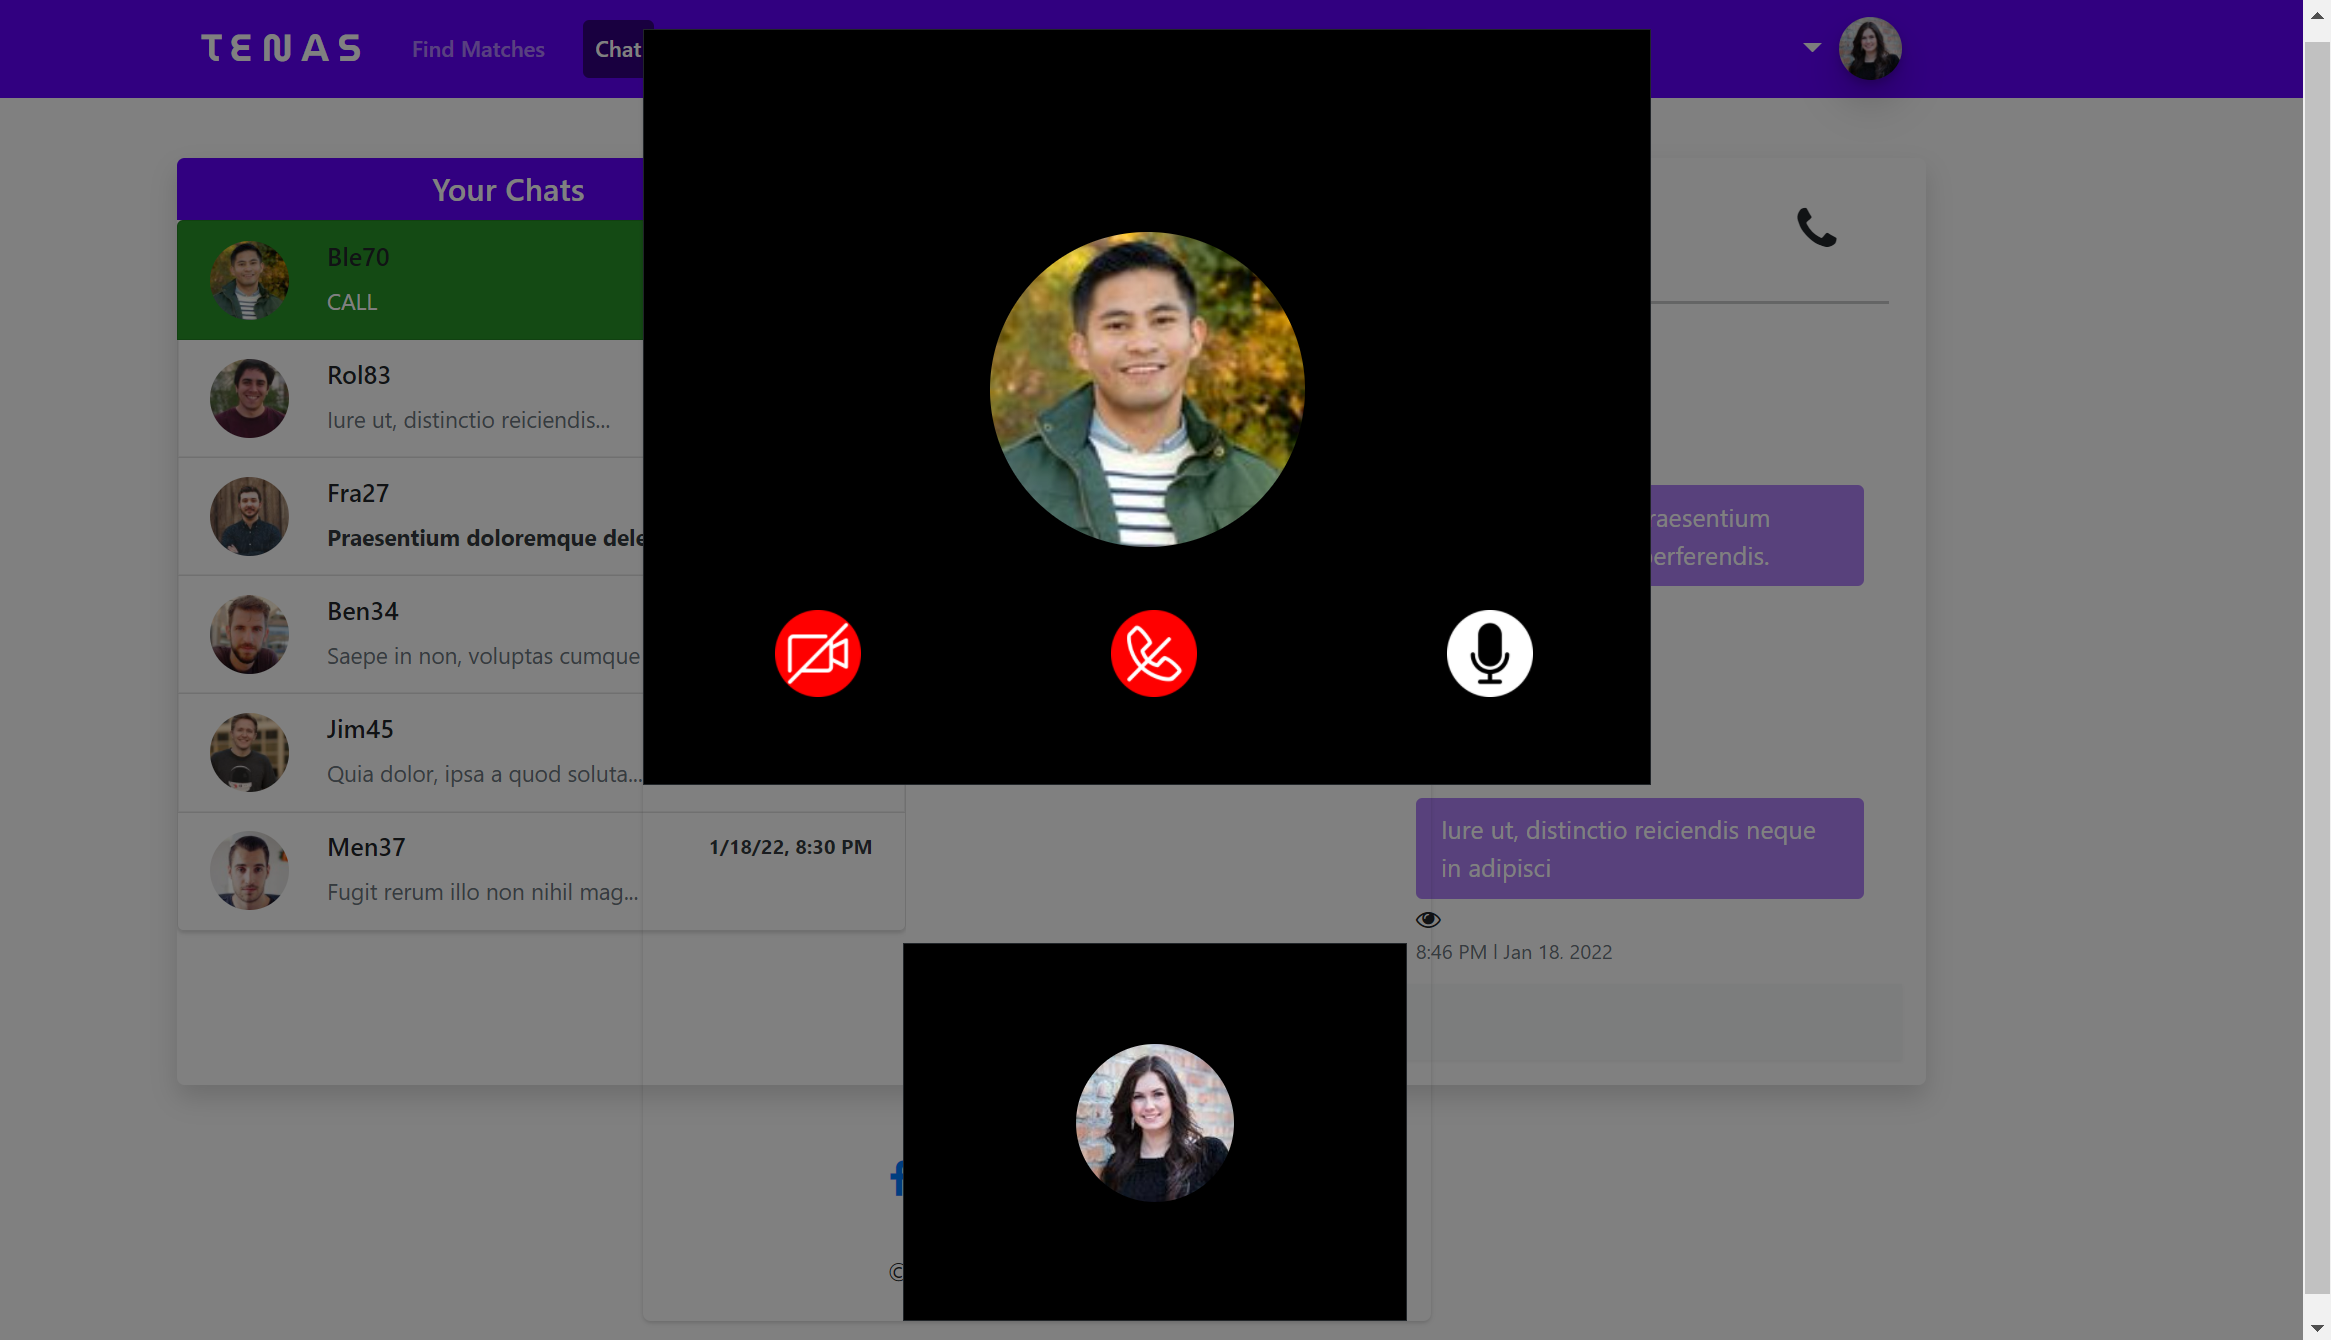 TENAS
Find Matches
Chat
Your Chats
Ble70
CALL
Rol83
Iure ut, distinctio reiciendis...
Fra27
Praesentium doloremque dele
Ben34
Saepe in non, voluptas cumque
Jim45
Quia dolor, ipsa a quod soluta...
Men37
1/18/22, 8:30 PM
Fugit rerum illo non nihil mag...
raesentium
erferendis.
Iure ut, distinctio reiciendis neque
in adipisci
8:46 PM | Jan 18. 2022
©